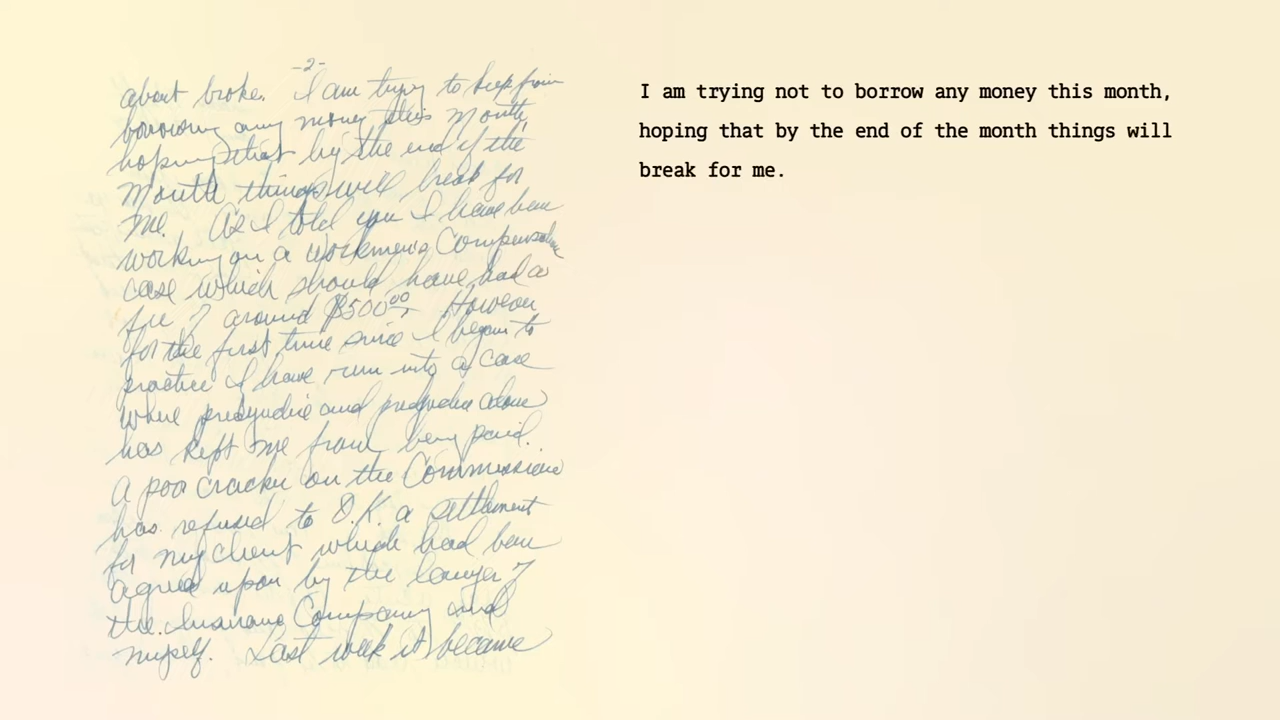 -2-
about broke. I am trying to keep from
borrowing any money this month,
hoping that by the end of the
month things will break for
me. As I told you I have been
working on a Workmen's Compensation
case which should have had a
fee of around $500.00. However
for the first time since I began to
practice I have run into a case
where predjudice and predjudice alone
has kept me from being paid.
A poor cracker on the Commission
has refused to O.K. a settlement
for my client which had been
agreed upon by the lawyer of
the Insurance Company and
myself. Last week it became
I am trying not to borrow any money this month,
hoping that by the end of the month things will
break for me.